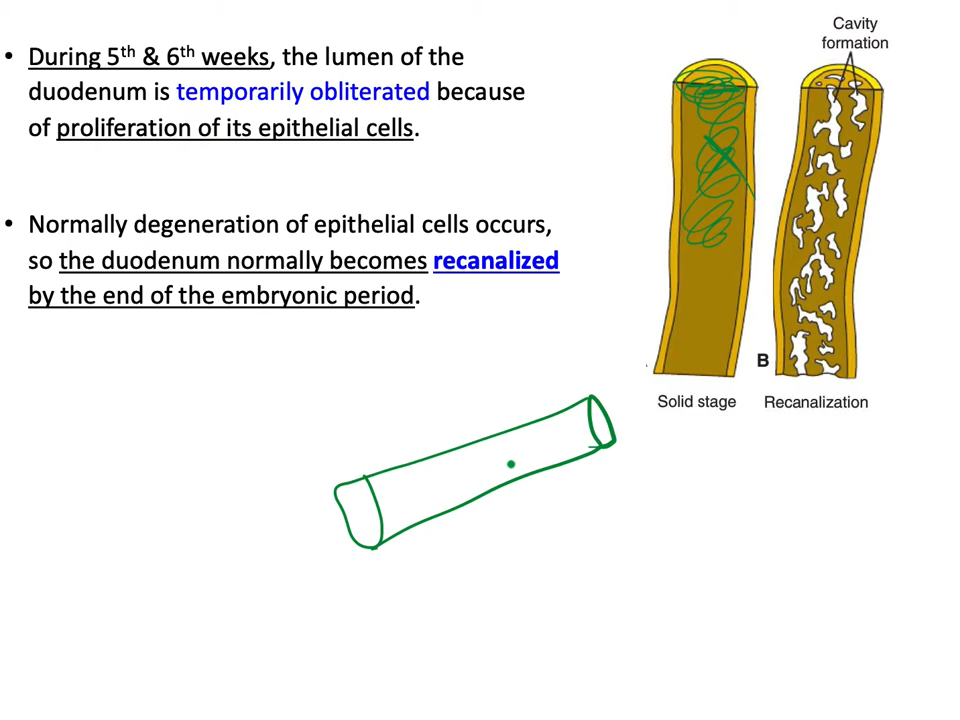 • During 5th & 6th weeks, the lumen of the
duodenum is temporarily obliterated because
of proliferation of its epithelial cells.
• Normally degeneration of epithelial cells occurs,
so the duodenum normally becomes recanalized
by the end of the embryonic period.
Cavity
formation
B
Solid stage
Recanalization